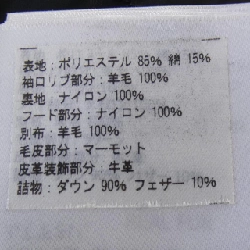 表地：ポリエステル 85% 綿 15%
袖口リブ部分：羊毛 100%
裏地：ナイロン 100%
フード部分：ナイロン 100%
別布：羊毛 100%
毛皮部分：マーモット
皮革装飾部分：牛革
詰物：ダウン 90% フェザー 10%